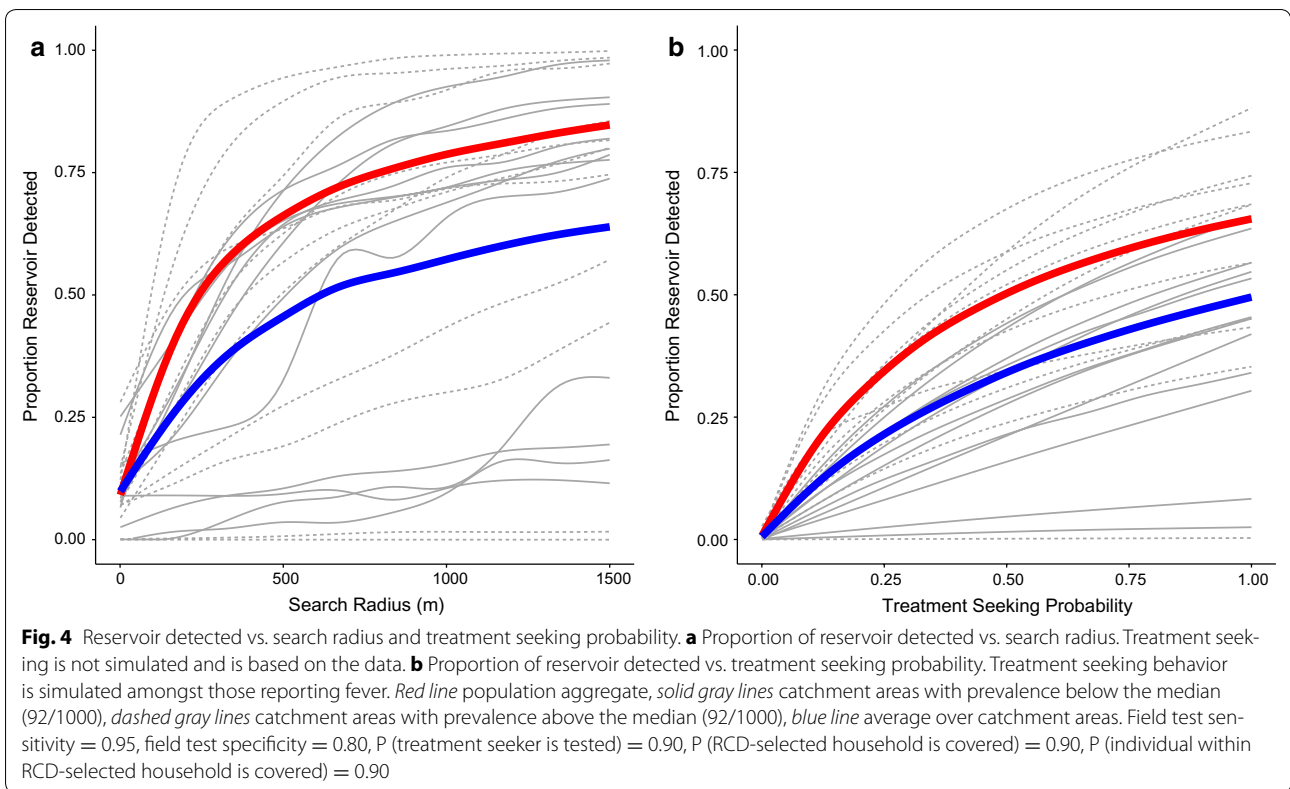 a
b
1.00
0.75
0.50
0.25
0.00
Proportion Reservoir Detected
0
500
1000
1500
Search Radius (m)
1.00
0.75
0.50
0.25
0.00
Proportion Reservoir Detected
0.00
0.25
0.50
0.75
1.00
Treatment Seeking Probability
Fig. 4 Reservoir detected vs. search radius and treatment seeking probability. a Proportion of reservoir detected vs. search radius. Treatment seek-
ing is not simulated and is based on the data. b Proportion of reservoir detected vs. treatment seeking probability. Treatment seeking behavior
is simulated amongst those reporting fever. Red line population aggregate, solid gray lines catchment areas with prevalence below the median
(92/1000), dashed gray lines catchment areas with prevalence above the median (92/1000), blue line average over catchment areas. Field test sen-
sitivity = 0.95, field test specificity = 0.80, P (treatment seeker is tested) = 0.90, P (RCD-selected household is covered) = 0.90, P (individual within
RCD-selected household is covered) = 0.90